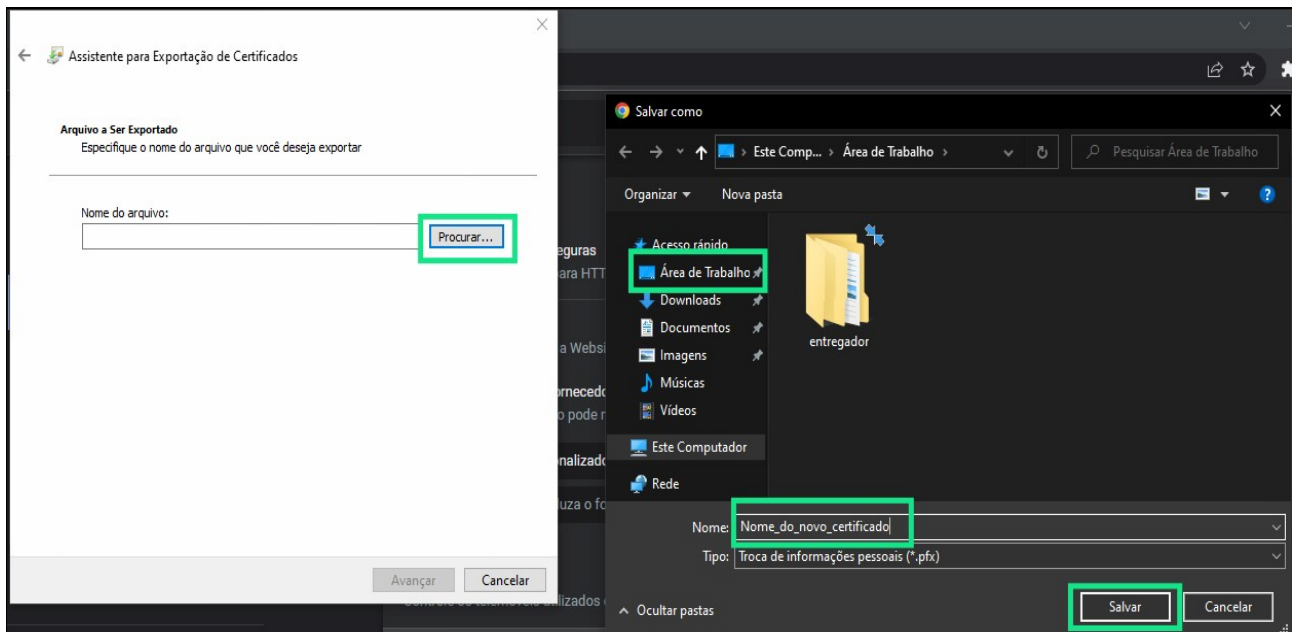 Assistente para Exportação de Certificados
Arquivo a Ser Exportado
Especifique o nome do arquivo que você deseja exportar
Nome do arquivo:
Procurar...
Avançar
Cancelar
eguras
ara HTT
a Websi
o pode r
nalizado
luza o fo
lizados
Salvar como
Este Comp... › Área de Trabalho ›
Pesquisar Área de Trabalho
Organizar
Nova pasta
Acesso rápido
Área de Trabalho
Downloads
Documentos
Imagens
Músicas
Vídeos
Este Computador
Rede
entregador
Nome: Nome_do_novo_certificado
Tipo: Troca de informações pessoais (*.pfx)
Ocultar pastas
Salvar
Cancelar